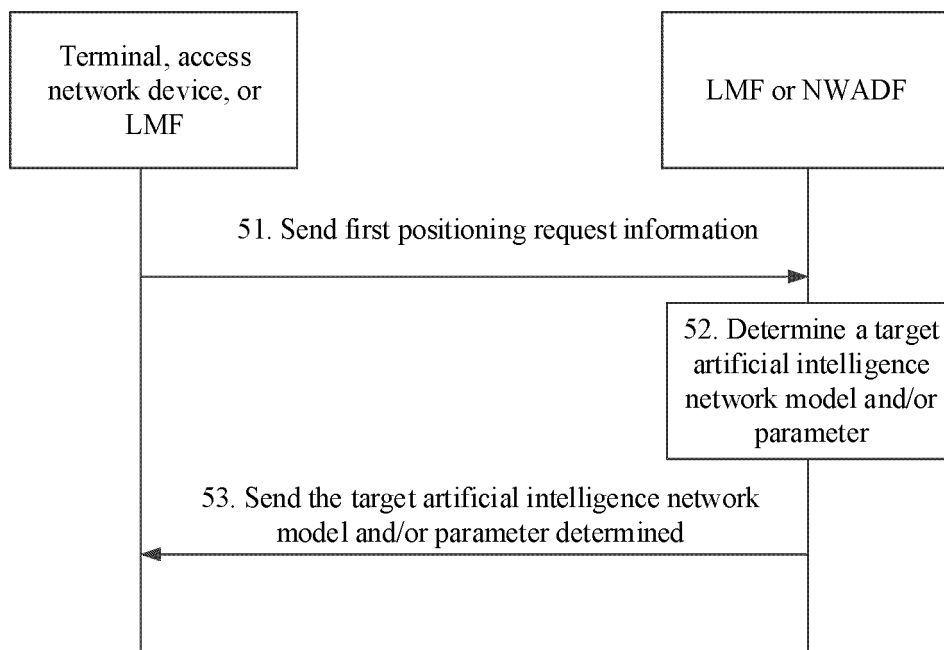 Terminal, access
network device, or
LMF
LMF or NWADF
51. Send first positioning request information
52. Determine a target
artificial intelligence
network model and/or
parameter
53. Send the target artificial intelligence network
model and/or parameter determined